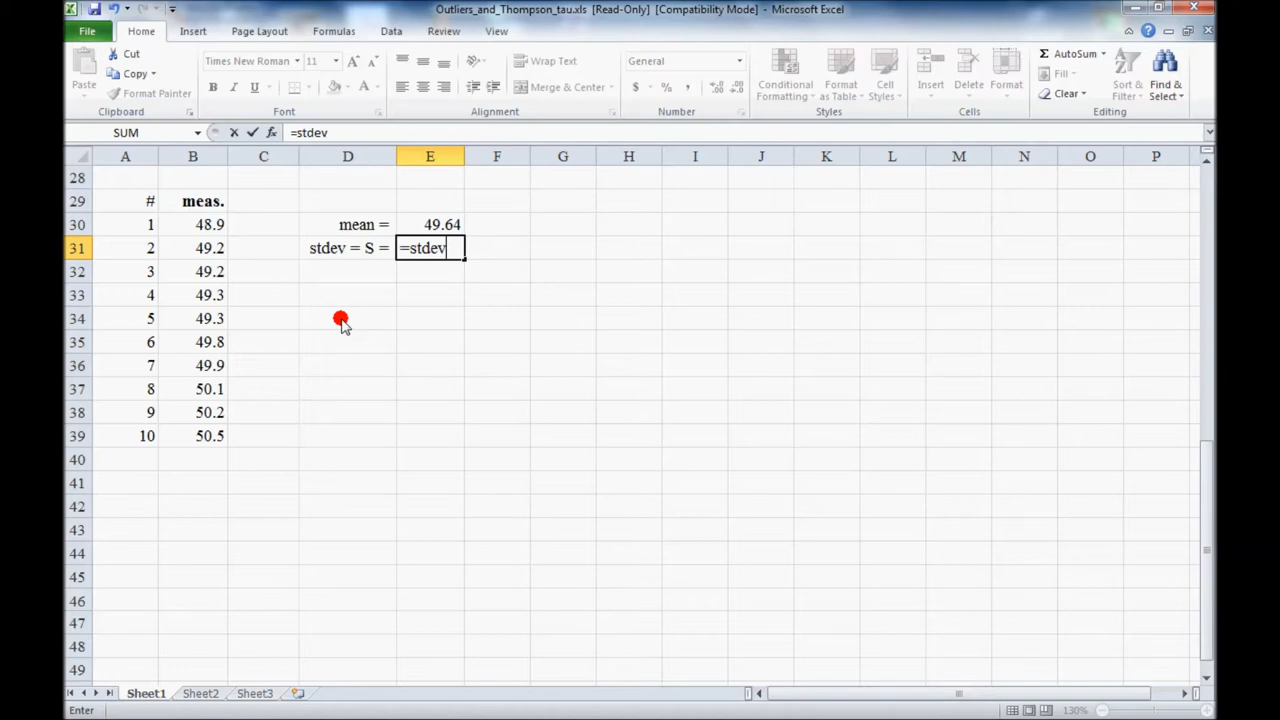 Outliers_and_Thompson_tau.xls [Read-Only] [Compatibility Mode] - Microsoft Excel
File Home Insert Page Layout Formulas Data Review View
Cut
Copy
Format Painter
Paste
Clipboard
Times New Roman 11
B I U
Font
Wrap Text
Merge & Center
Alignment
General
$ % ,
Number
Conditional Formatting
Format as Table
Cell Styles
Styles
Insert Delete Format
Cells
Σ AutoSum
Fill
Clear
Sort & Filter
Find & Select
Editing
SUM fx =stdev
A B C D E F G H I J K L M N O P
28
29 # meas.
30 1 48.9 mean = 49.64
31 2 49.2 stdev = S = =stdev
32 3 49.2
33 4 49.3
34 5 49.3
35 6 49.8
36 7 49.9
37 8 50.1
38 9 50.2
39 10 50.5
40
41
42
43
44
45
46
47
48
49
Sheet1 Sheet2 Sheet3
Enter 130%